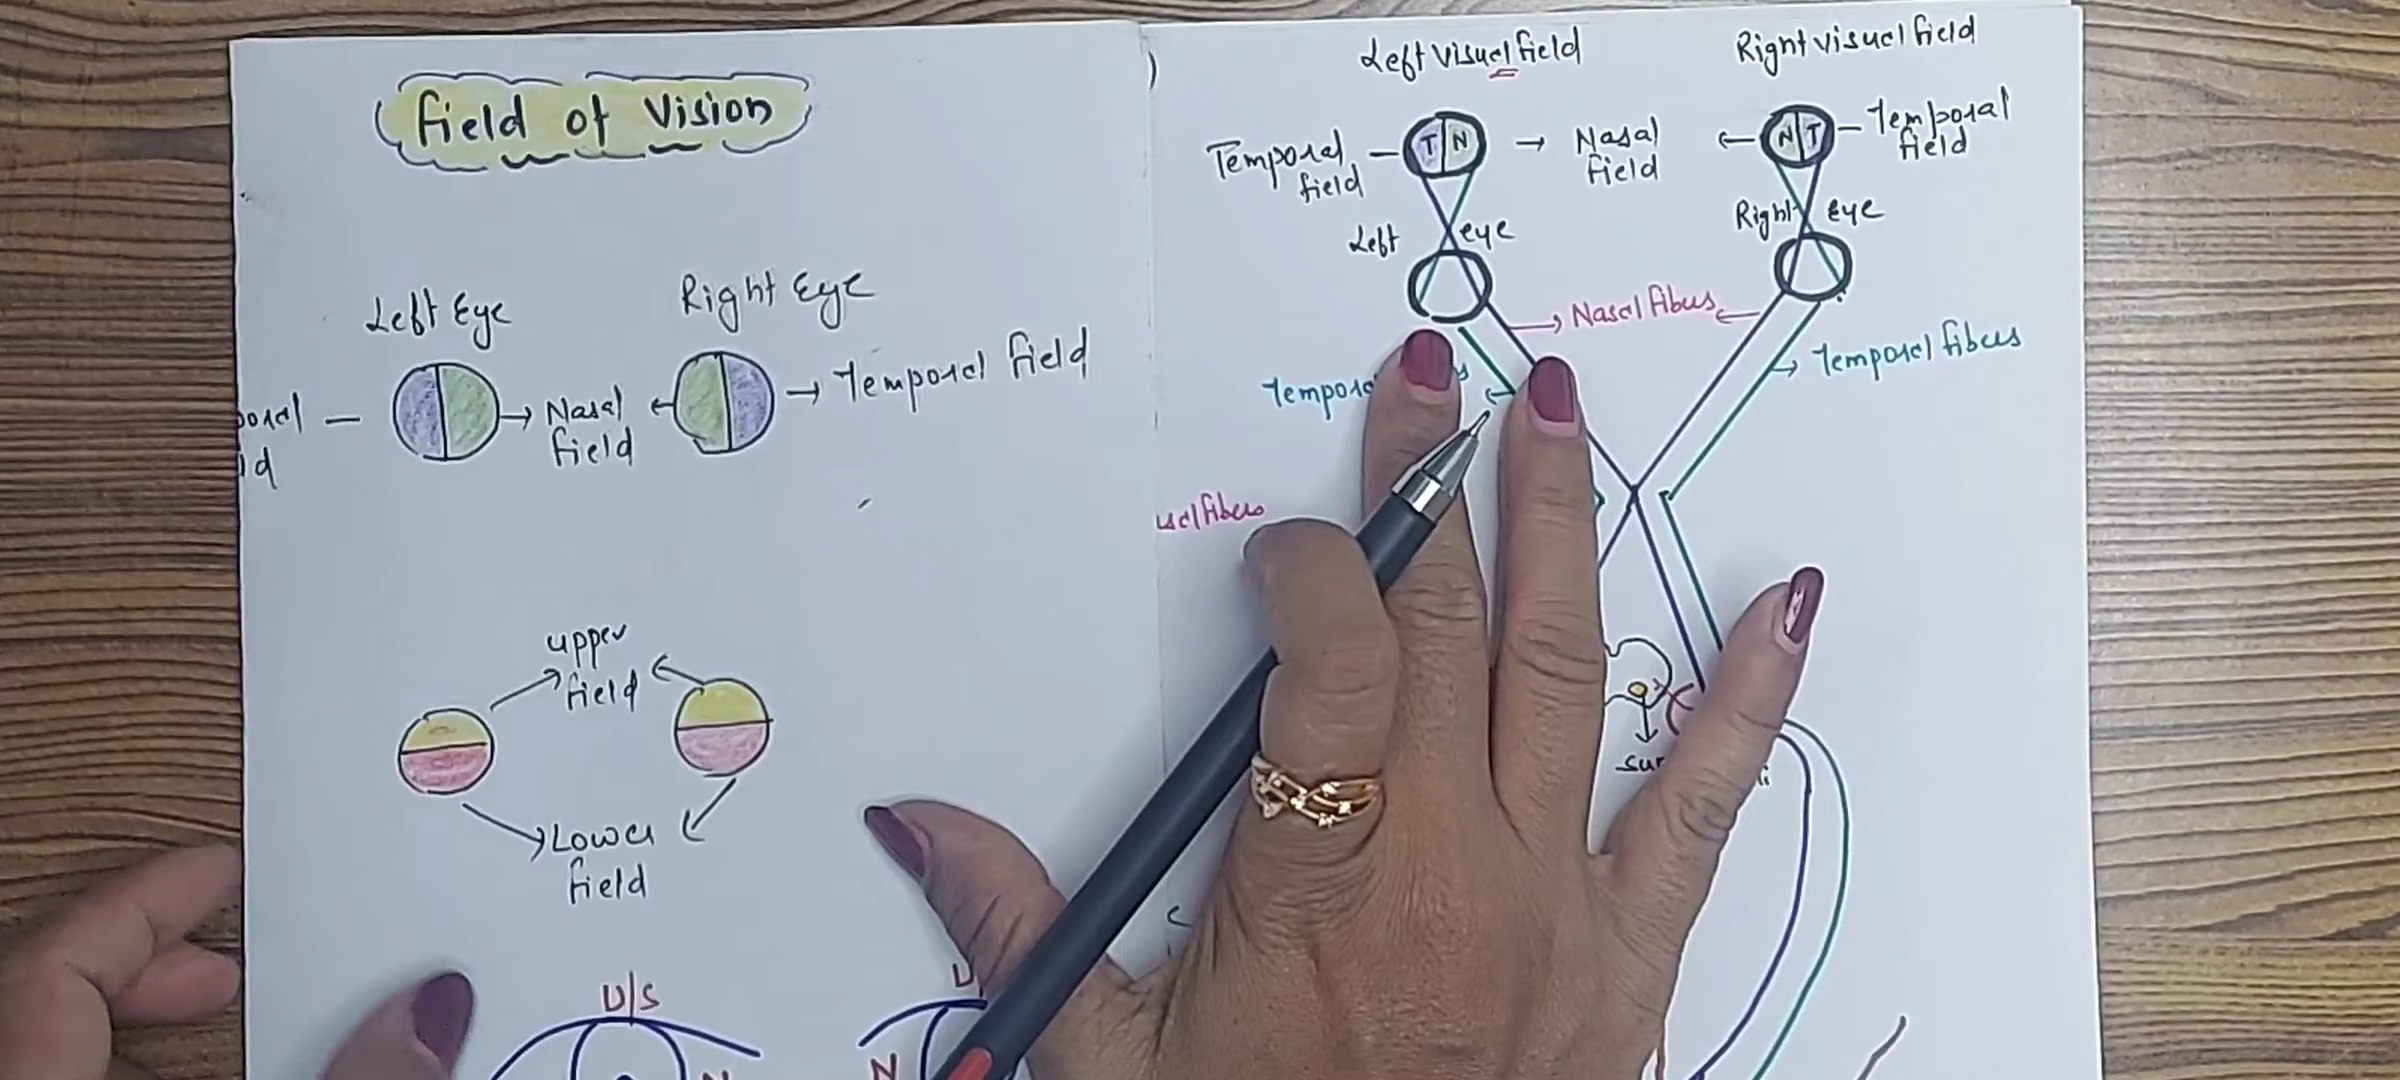 Field of Vision
Left Eye
Right Eye
Nasal
field
Temporal field
upper
field
Lower
field
U/S
N
N
Left visual field
Right visual field
Temporal
field
T N
Nasal
field
N T
Temporal
field
Left eye
Right eye
Nasal fibers
Temporal fibers